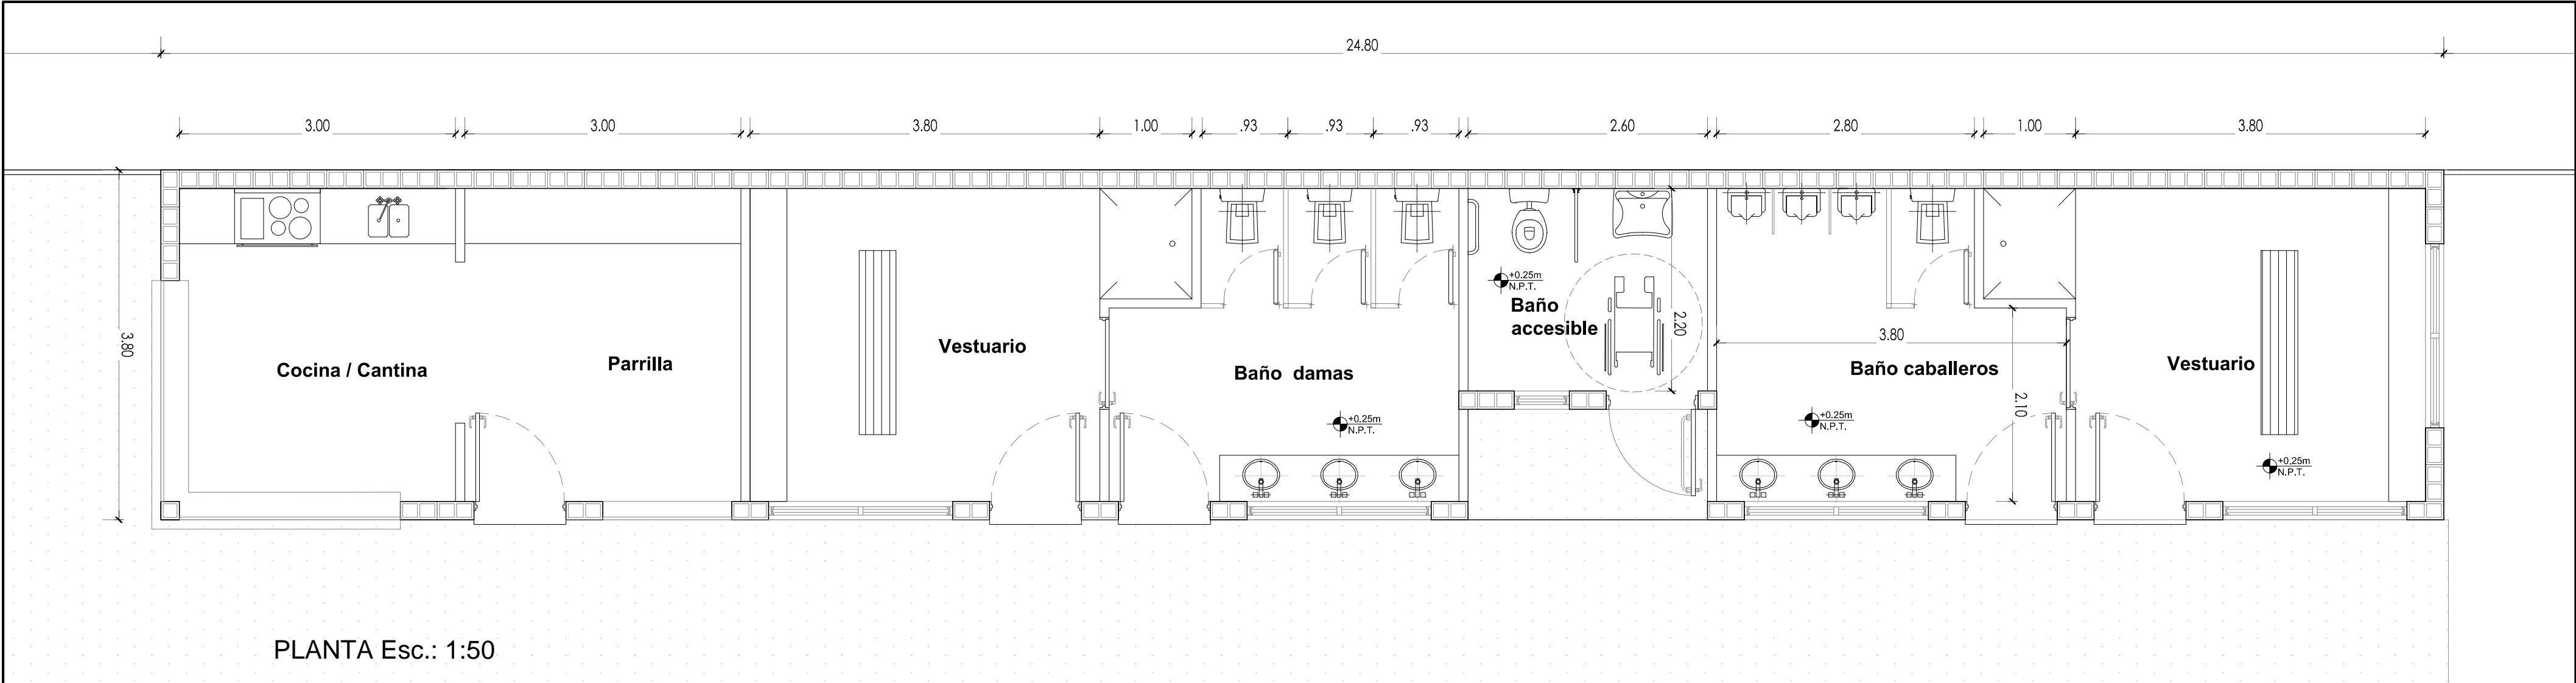 24.80
3.00
3.00
3.80
1.00
.93
.93
.93
2.60
2.80
1.00
3.80
3.80
Cocina / Cantina
Parrilla
Vestuario
Baño  damas
+0.25m
N.P.T.
+0.25m
N.P.T.
Baño
accesible
2.20
3.80
Baño caballeros
2.10
+0.25m
N.P.T.
Vestuario
+0.25m
N.P.T.
PLANTA Esc.: 1:50